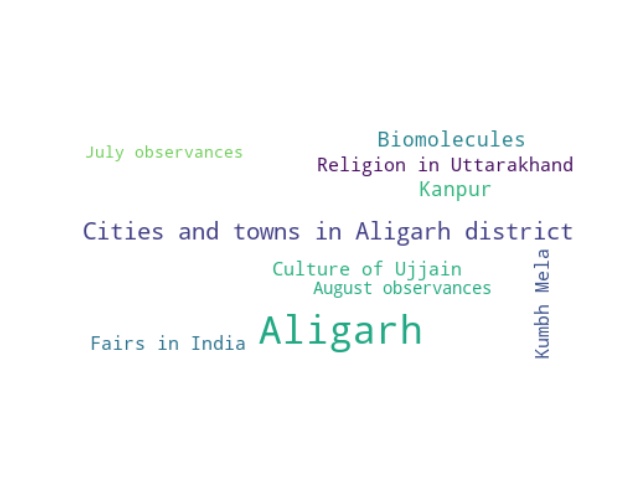 Biomolecules
July observances
Religion in Uttarakhand
Kanpur
Cities and towns in Aligarh district
Culture of Ujjain
August observances
Kumbh Mela
Aligarh
Fairs in India